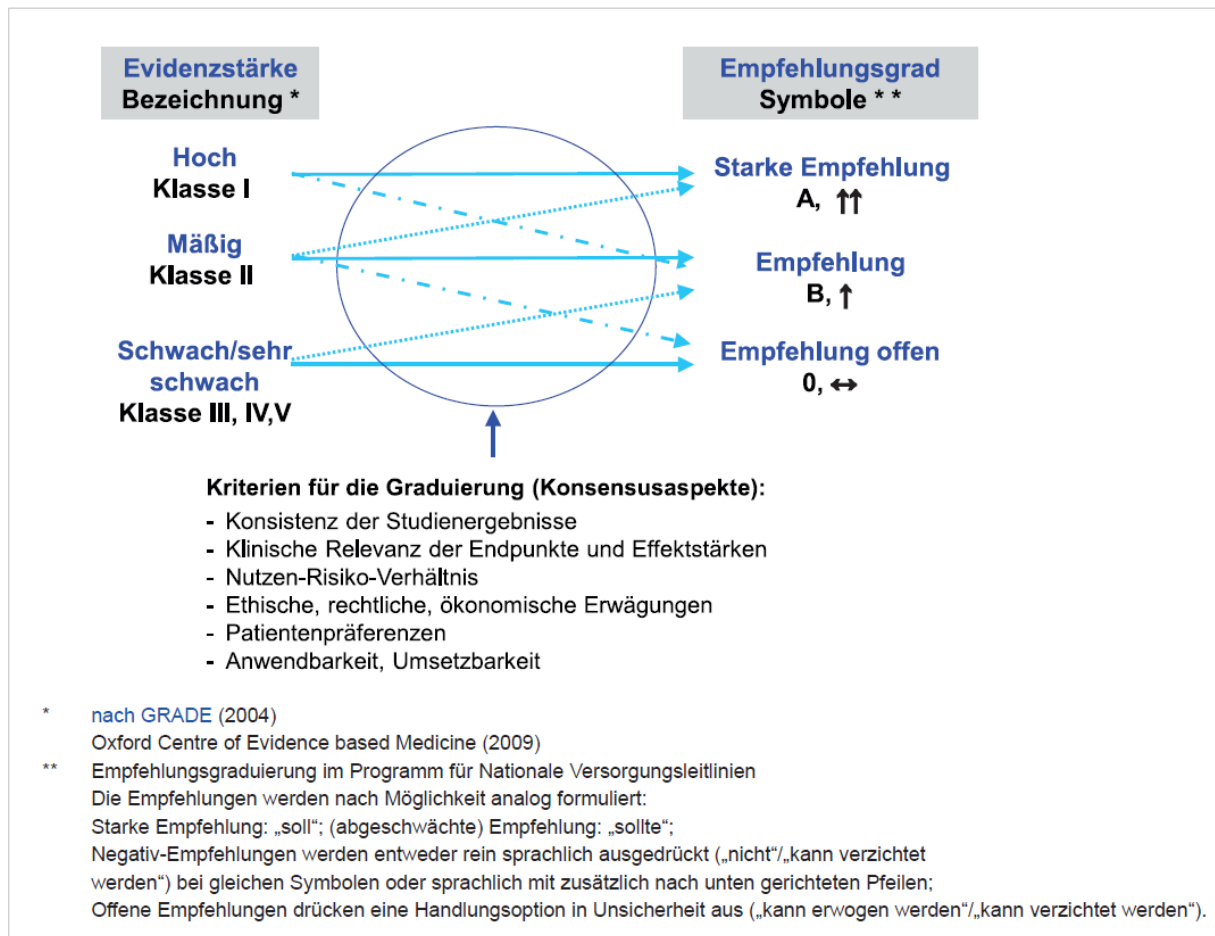 Evidenzstärke
Bezeichnung *
Empfehlungsgrad
Symbole * *
Hoch
Klasse I
Starke Empfehlung
A, ⇈
Mäßig
Klasse II
Empfehlung
B, ↑
Schwach/sehr
schwach
Klasse III, IV,V
Empfehlung offen
0, ↔
Kriterien für die Graduierung (Konsensusaspekte):
- Konsistenz der Studienergebnisse
- Klinische Relevanz der Endpunkte und Effektstärken
- Nutzen-Risiko-Verhältnis
- Ethische, rechtliche, ökonomische Erwägungen
- Patientenpräferenzen
- Anwendbarkeit, Umsetzbarkeit
* nach GRADE (2004)
Oxford Centre of Evidence based Medicine (2009)
** Empfehlungsgraduierung im Programm für Nationale Versorgungsleitlinien
Die Empfehlungen werden nach Möglichkeit analog formuliert:
Starke Empfehlung: „soll“; (abgeschwächte) Empfehlung: „sollte“;
Negativ-Empfehlungen werden entweder rein sprachlich ausgedrückt („nicht“/„kann verzichtet
werden“) bei gleichen Symbolen oder sprachlich mit zusätzlich nach unten gerichteten Pfeilen;
Offene Empfehlungen drücken eine Handlungsoption in Unsicherheit aus („kann erwogen werden“/„kann verzichtet werden“).